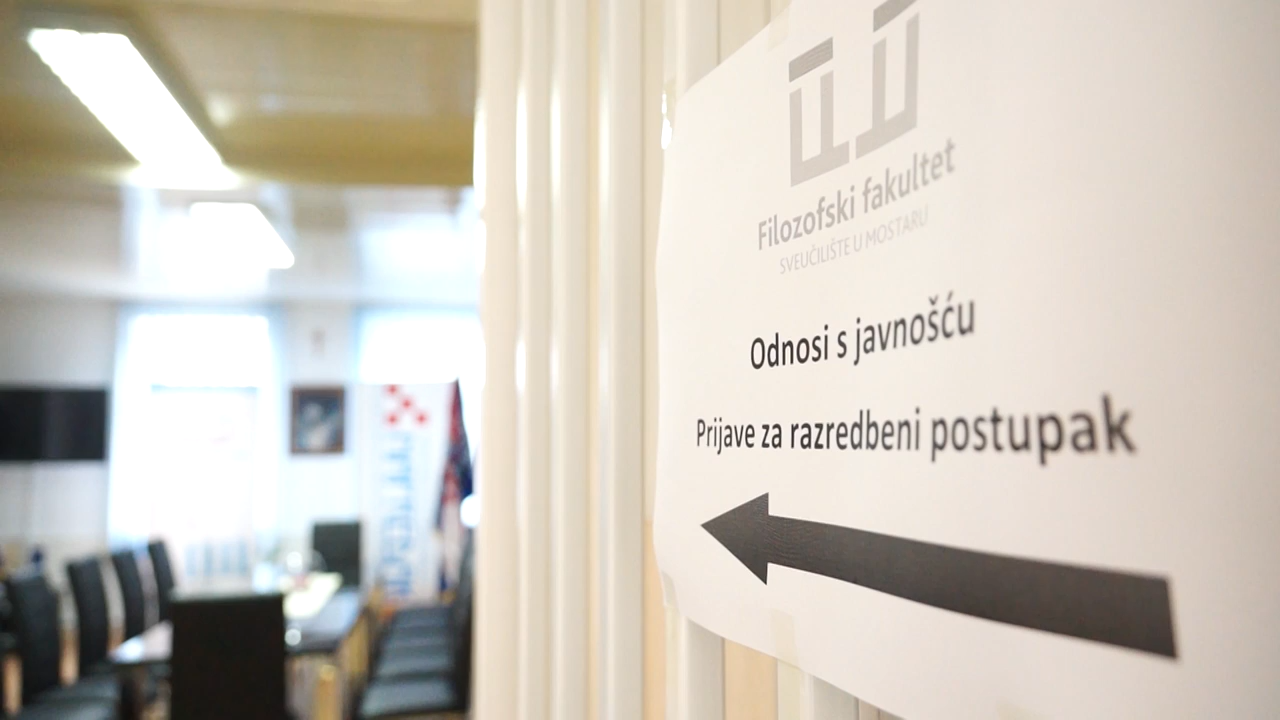 Filozofski fakultet
SVEUČILIŠTE U MOSTARU
Odnosi s javnošću
Prijave za razredbeni postupak